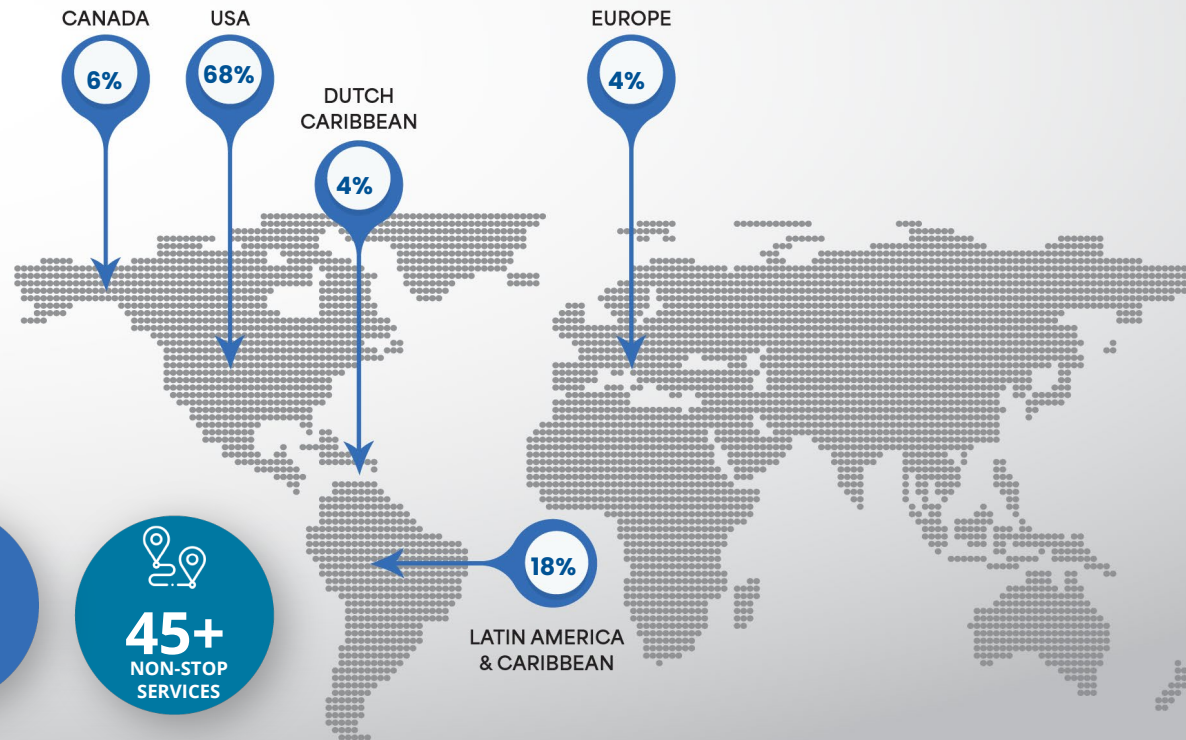 CANADA
6%
USA
68%
DUTCH
CARIBBEAN
4%
EUROPE
4%
18%
LATIN AMERICA
& CARIBBEAN
45+
NON-STOP
SERVICES